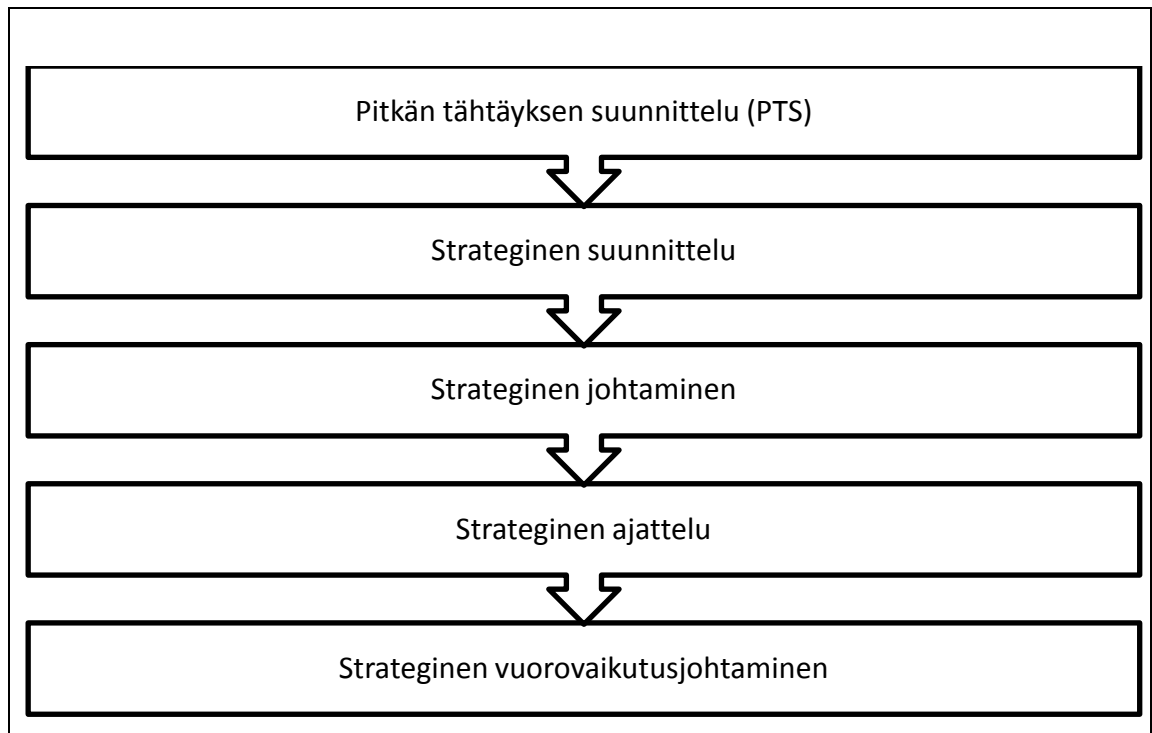 Pitkän tähtäyksen suunnittelu (PTS)
Strateginen suunnittelu
Strateginen johtaminen
Strateginen ajattelu
Strateginen vuorovaikutusjohtaminen